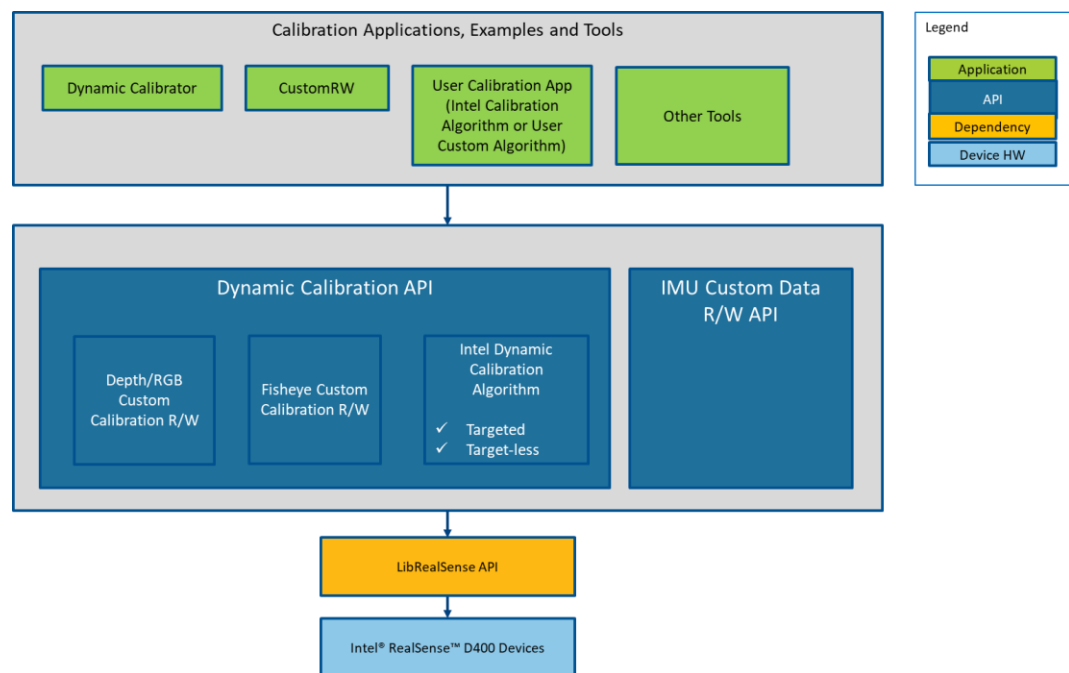 Calibration Applications, Examples and Tools
Dynamic Calibrator
CustomRW
User Calibration App
(Intel Calibration
Algorithm or User
Custom Algorithm)
Other Tools
Legend
Application
API
Dependency
Device HW
Dynamic Calibration API
Depth/RGB
Custom
Calibration R/W
Fisheye Custom
Calibration R/W
Intel Dynamic
Calibration
Algorithm
✓ Targeted
✓ Target-less
IMU Custom Data
R/W API
LibRealSense API
Intel® RealSense™ D400 Devices